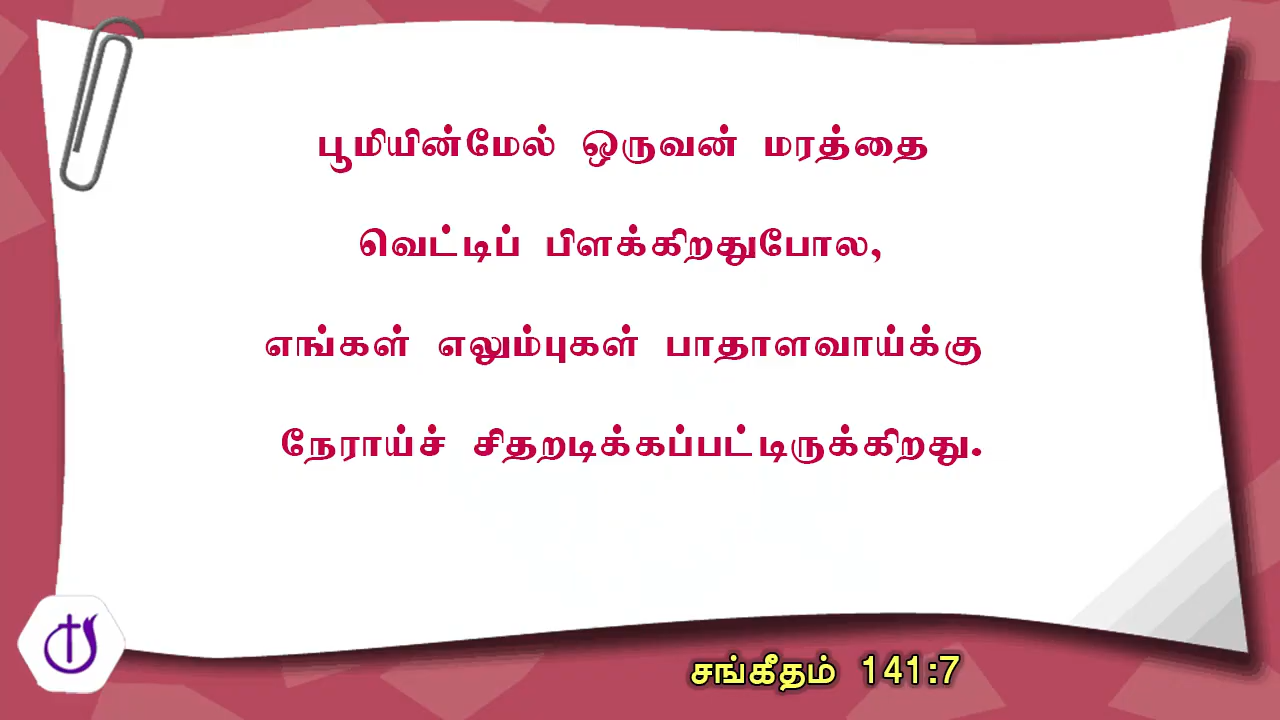 பூமியின்மேல் ஒருவன் மரத்தை
வெட்டிப் பிளக்கிறதுபோல,
எங்கள் எலும்புகள் பாதாளவாய்க்கு
நேராய்ச் சிதறடிக்கப்பட்டிருக்கிறது.
சங்கீதம் 141:7